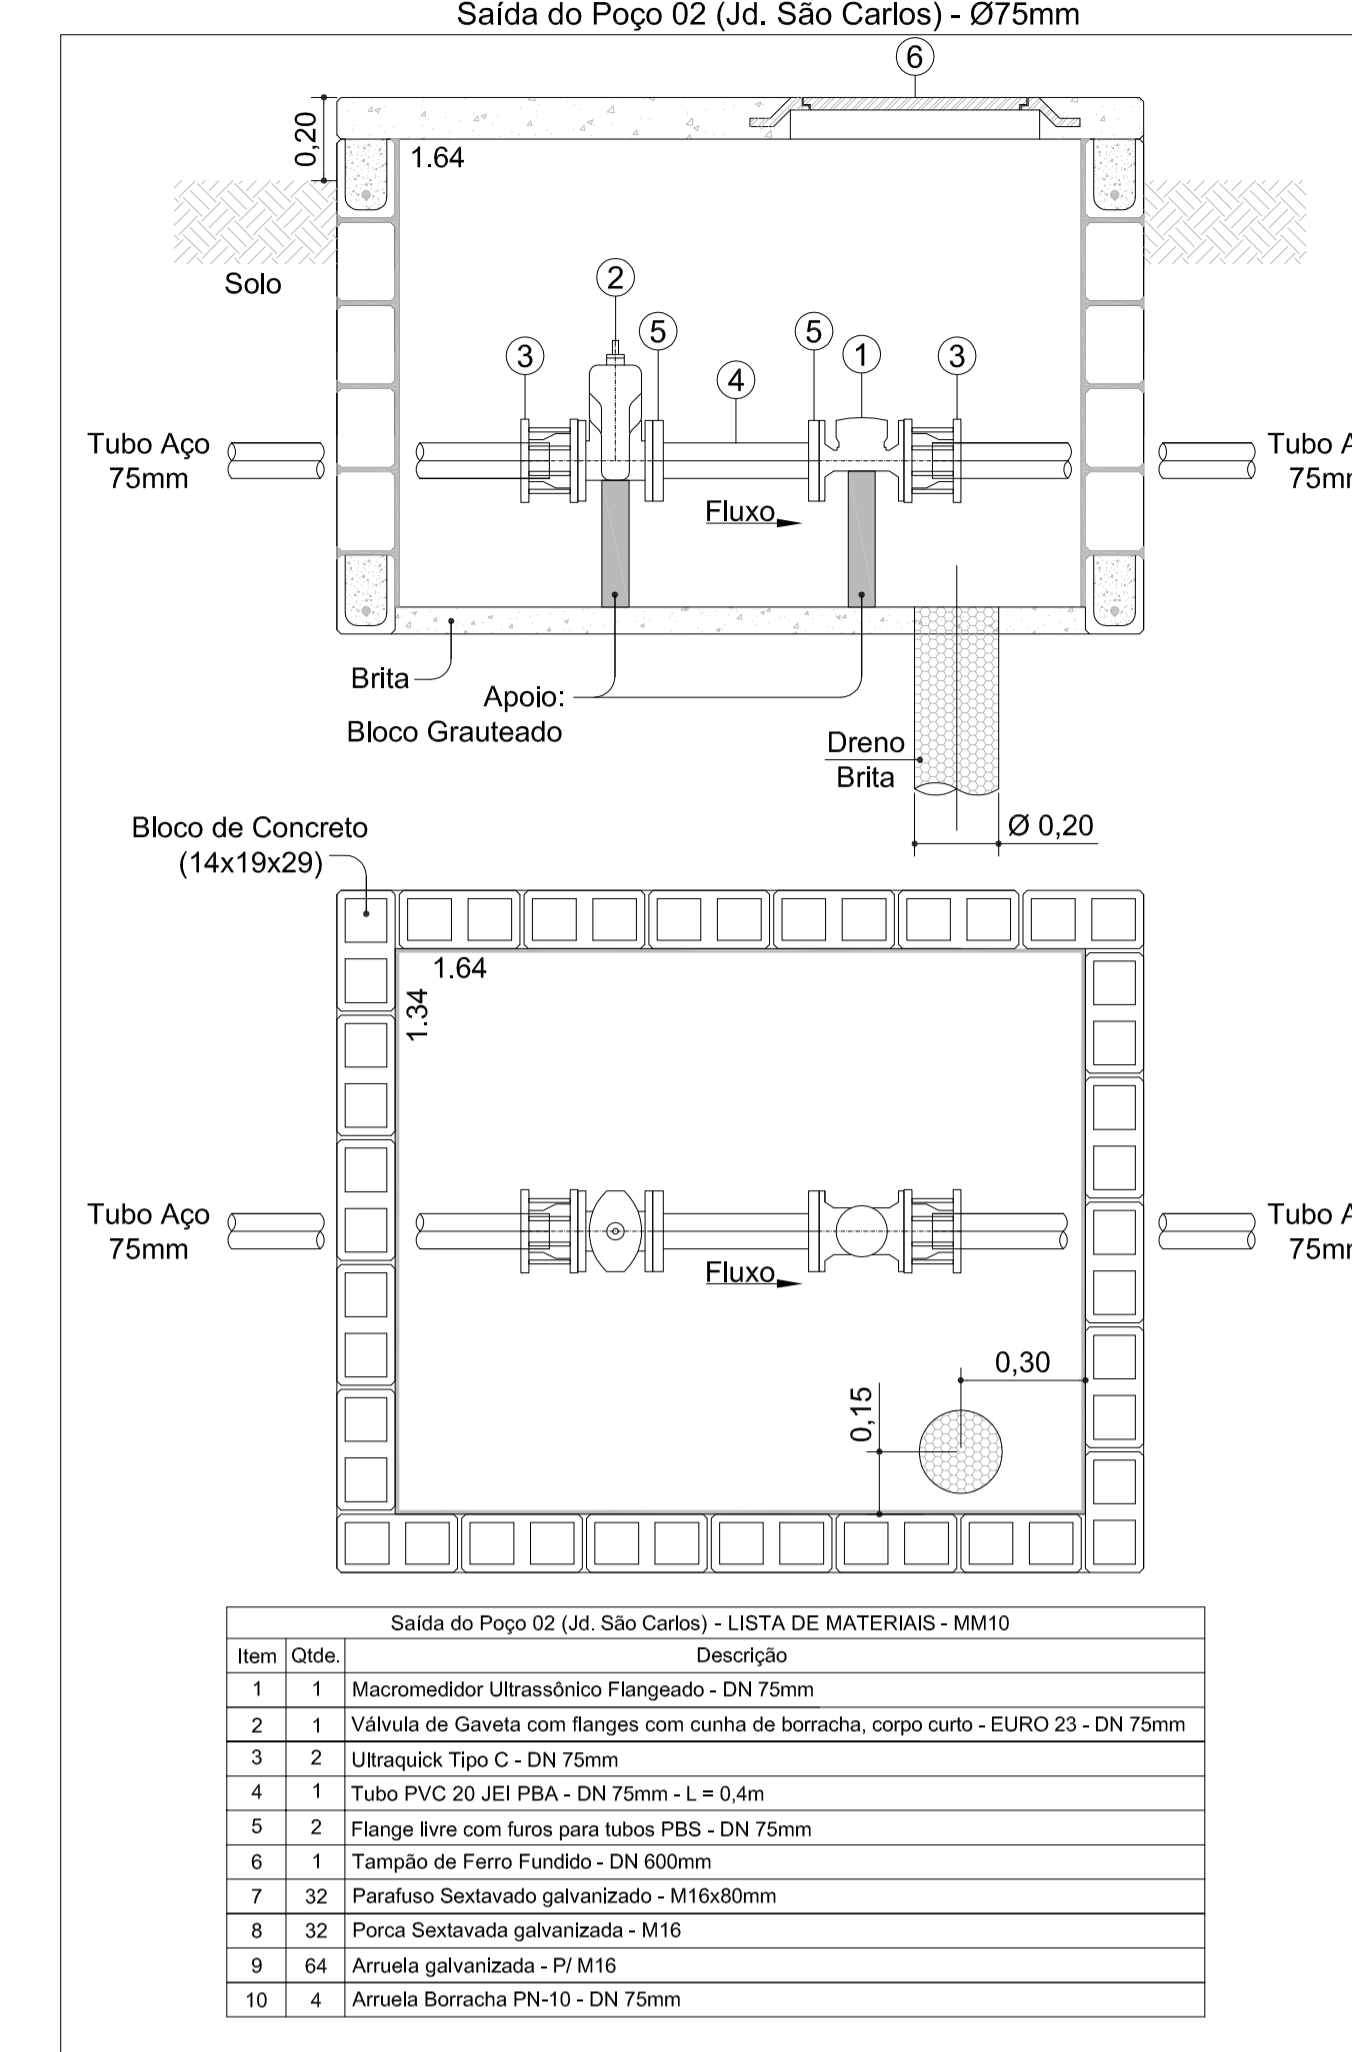 Saída do Poço 02 (Jd. São Carlos) - Ø75mm
6
0,20
1.64
Solo
2
5
5
3
1
3
4
Tubo Aço
75mm
Tubo
75m
Fluxo
Brita
Apoio:
Bloco Grauteado
Dreno
Brita
Ø 0,20
Bloco de Concreto
(14x19x29)
1.64
1.34
Tubo Aço
75mm
Tubo
75m
Fluxo
0,30
0,15
Saída do Poço 02 (Jd. São Carlos) - LISTA DE MATERIAIS - MM10
Item Qtde. Descrição
1 1 Macromedidor Ultrassônico Flangeado - DN 75mm
2 1 Válvula de Gaveta com flanges com cunha de borracha, corpo curto - EURO 23 - DN 75mm
3 2 Ultraquick Tipo C - DN 75mm
4 1 Tubo PVC 20 JEI PBA - DN 75mm - L = 0,4m
5 2 Flange livre com furos para tubos PBS - DN 75mm
6 1 Tampão de Ferro Fundido - DN 600mm
7 32 Parafuso Sextavado galvanizado - M16x80mm
8 32 Porca Sextavada galvanizada - M16
9 64 Arruela galvanizada - P/ M16
10 4 Arruela Borracha PN-10 - DN 75mm